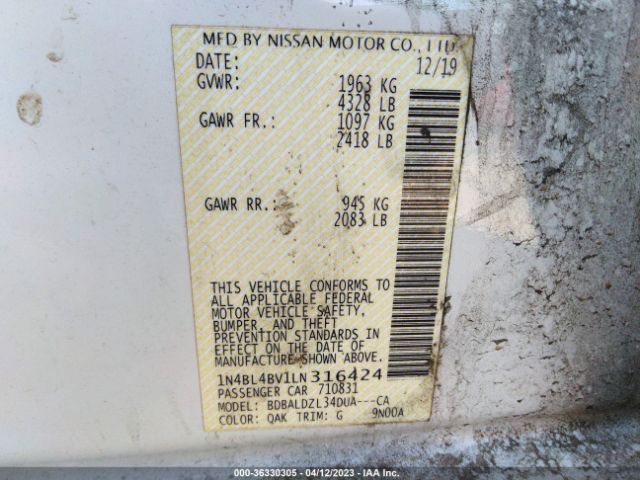 MFD BY NISSAN MOTOR CO., LTD.
DATE: 12/19
GVWR: 1963 KG
4328 LB
GAWR FR.: 1097 KG
2418 LB
GAWR RR.: 945 KG
2083 LB
THIS VEHICLE CONFORMS TO
ALL APPLICABLE FEDERAL
MOTOR VEHICLE SAFETY,
BUMPER, AND THEFT
PREVENTION STANDARDS IN
EFFECT ON THE DATE OF
MANUFACTURE SHOWN ABOVE.
1N4BL4BV1LN316424
PASSENGER CAR 710831
MODEL: BDBALDZL34DUA---CA
COLOR: QAK TRIM: G 9N00A
000-36330305 - 04/12/2023 - IAA Inc.